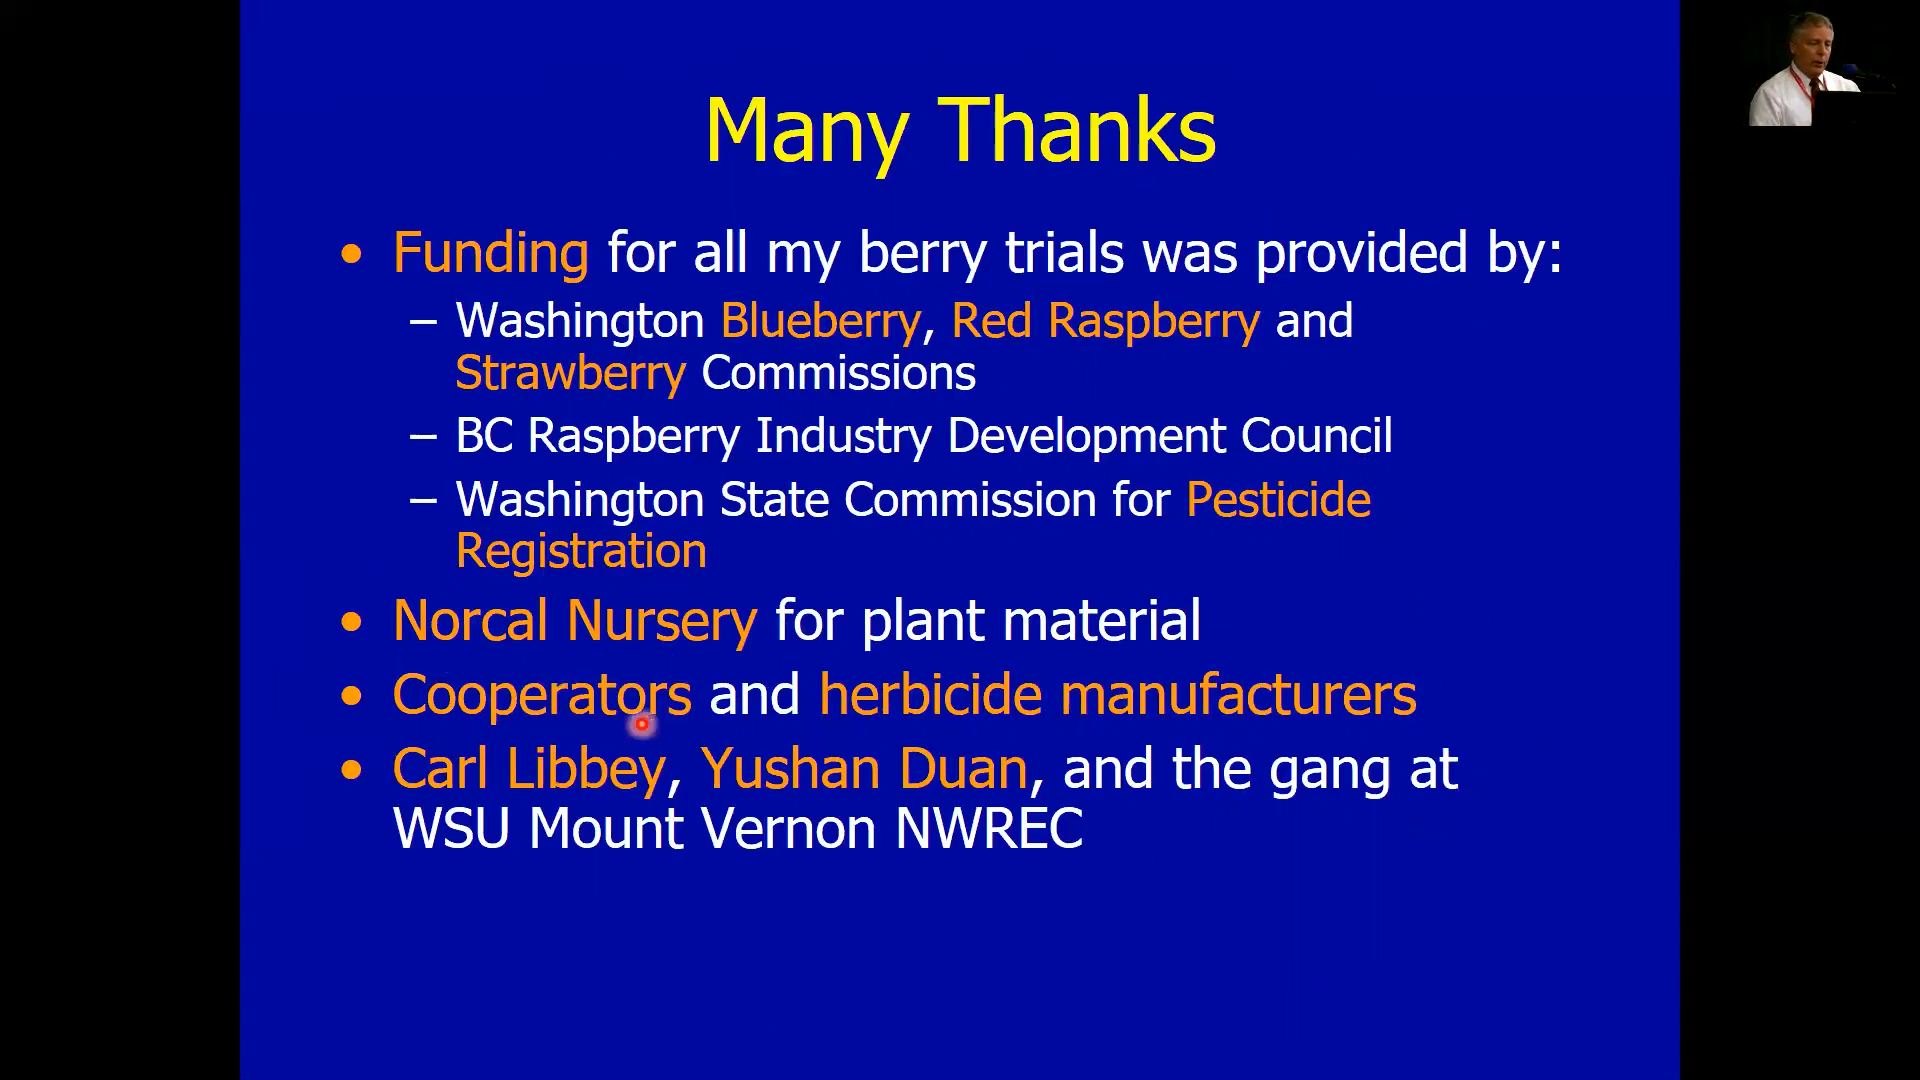 Many Thanks
• Funding for all my berry trials was provided by:
– Washington Blueberry, Red Raspberry and
Strawberry Commissions
– BC Raspberry Industry Development Council
– Washington State Commission for Pesticide
Registration
• Norcal Nursery for plant material
• Cooperators and herbicide manufacturers
• Carl Libbey, Yushan Duan, and the gang at
WSU Mount Vernon NWREC